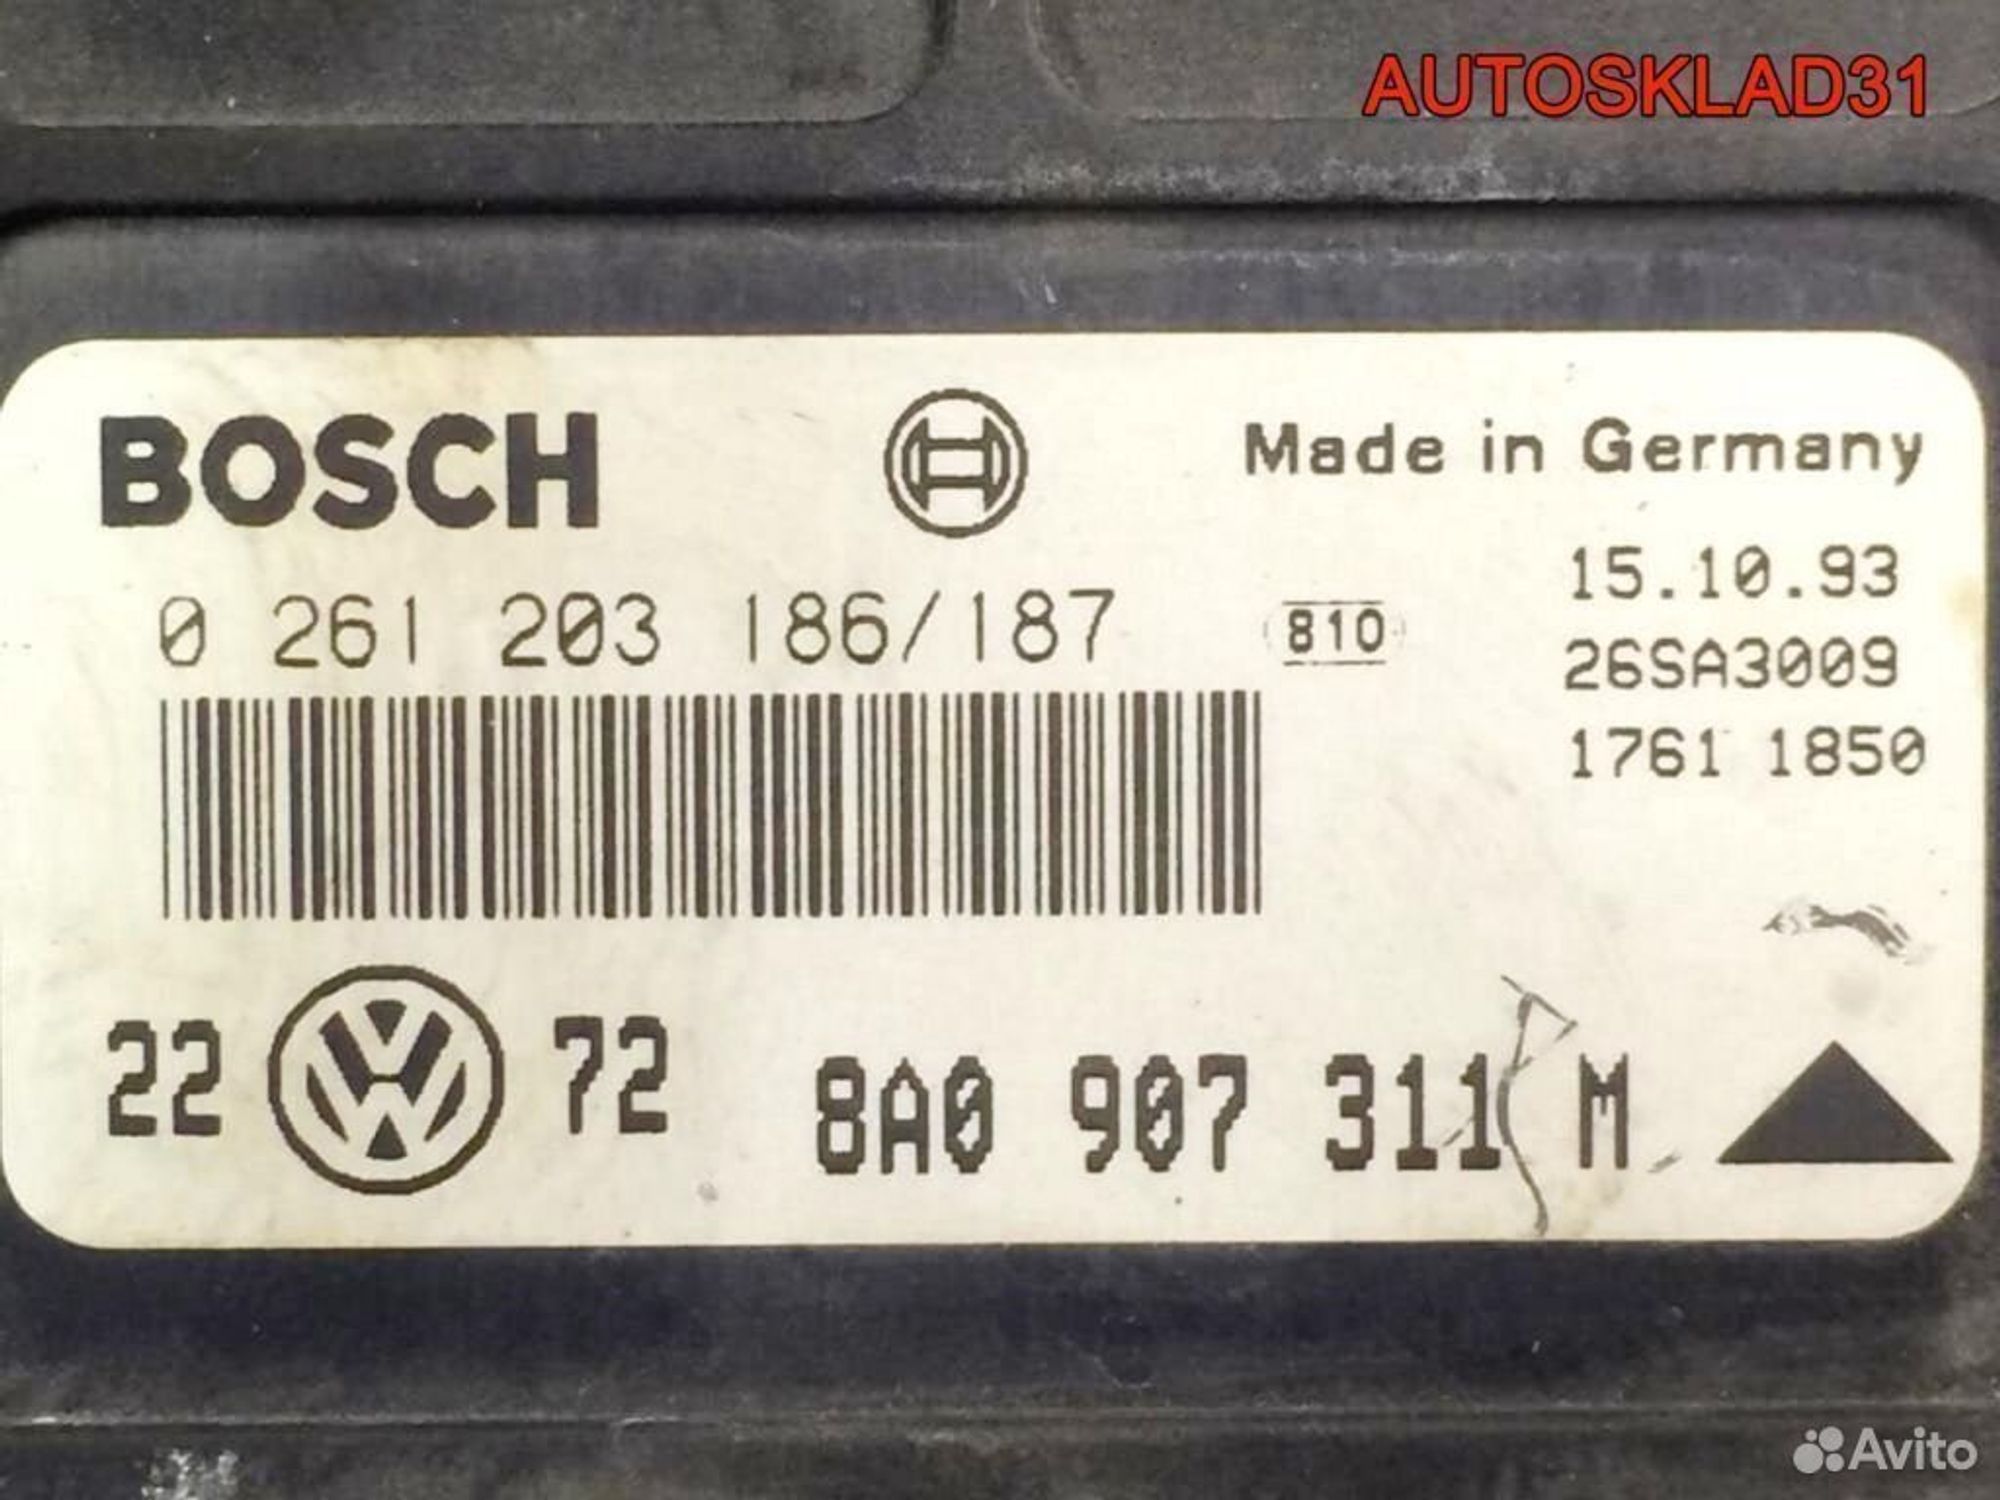 AUTOSKLAD31
BOSCH
Made in Germany
0 261 203 186/187
810
15.10.93
26SA3009
1761 1850
22 VW 72
8A0 907 311 M
Avito